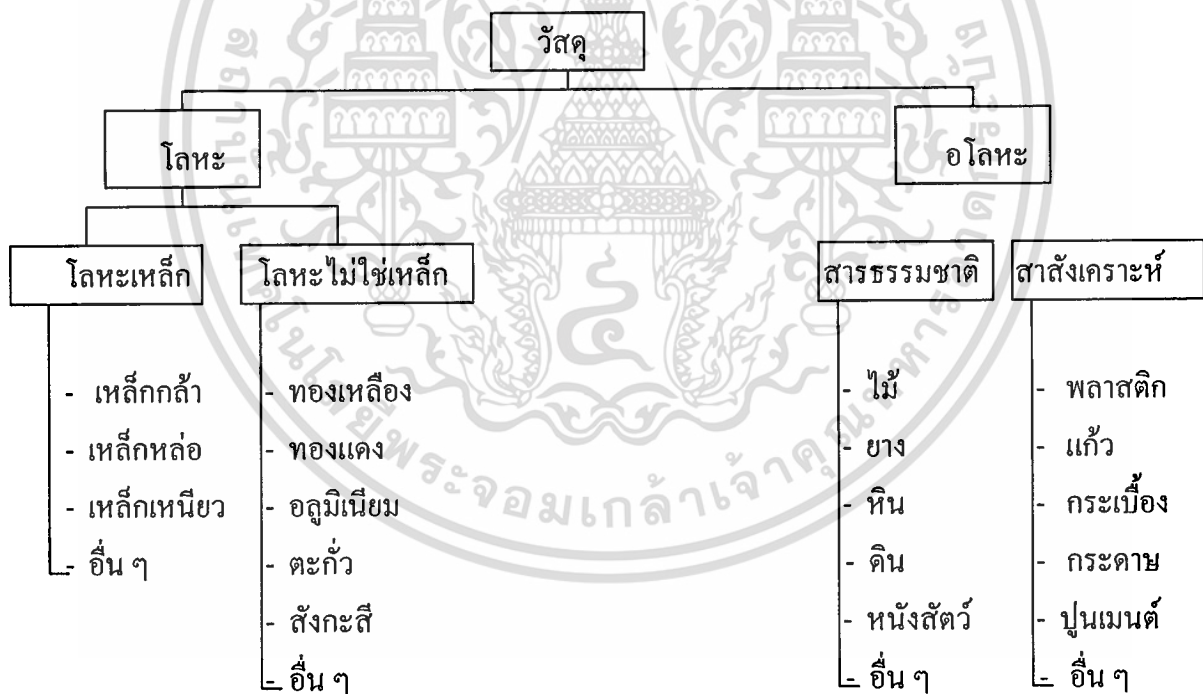 วัสดุ
โลหะ
อโลหะ
โลหะเหล็ก
โลหะไม่ใช่เหล็ก
สารธรรมชาติ
สาสังเคราะห์
- เหล็กกล้า
- เหล็กหล่อ
- เหล็กเหนียว
- อื่น ๆ
- ทองเหลือง
- ทองแดง
- อลูมิเนียม
- ตะกั่ว
- สังกะสี
- อื่น ๆ
- ไม้
- ยาง
- หิน
- ดิน
- หนังสัตว์
- อื่น ๆ
- พลาสติก
- แก้ว
- กระเบื้อง
- กระดาษ
- ปูนเมนต์
- อื่น ๆ